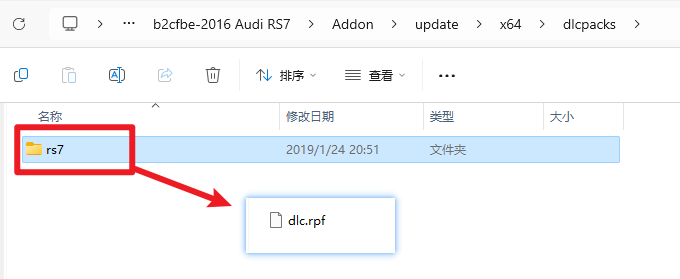 b2cfbe-2016 Audi RS7 > Addon > update > x64 > dlcpacks >
排序 查看
名称 修改日期 类型 大小
rs7 2019/1/24 20:51 文件夹
dlc.rpf